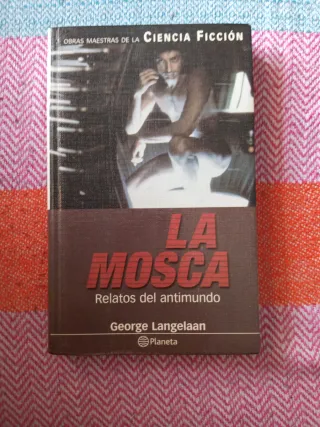 OBRAS MAESTRAS DE LA CIENCIA FICCIÓN
LA
MOSCA
Relatos del antimundo
George Langelaan
Planeta